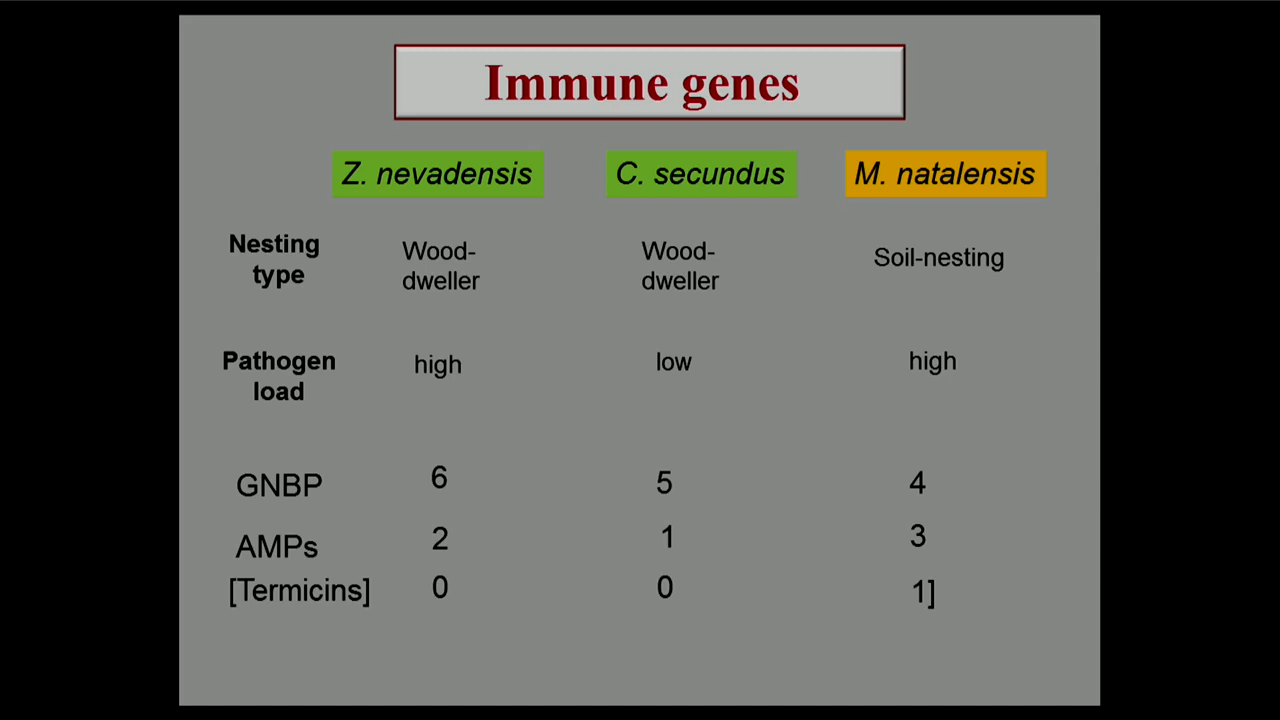 Immune genes
Z. nevadensis C. secundus M. natalensis
Nesting type Wood-dweller Wood-dweller Soil-nesting
Pathogen load high low high
GNBP 6 5 4
AMPs 2 1 3
[Termicins] 0 0 1]